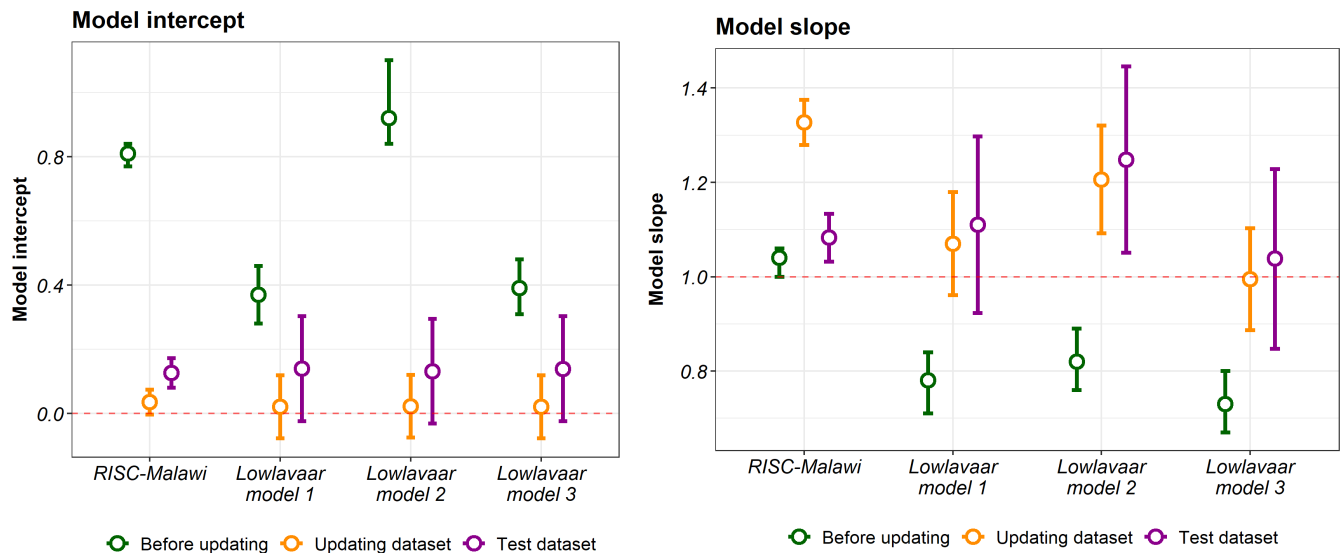 Model intercept
Model intercept
0.8
0.4
0.0
RISC-Malawi
Lowlavaar
model 1
Lowlavaar
model 2
Lowlavaar
model 3
Before updating
Updating dataset
Test dataset
Model slope
Model slope
1.4
1.2
1.0
0.8
RISC-Malawi
Lowlavaar
model 1
Lowlavaar
model 2
Lowlavaar
model 3
Before updating
Updating dataset
Test dataset